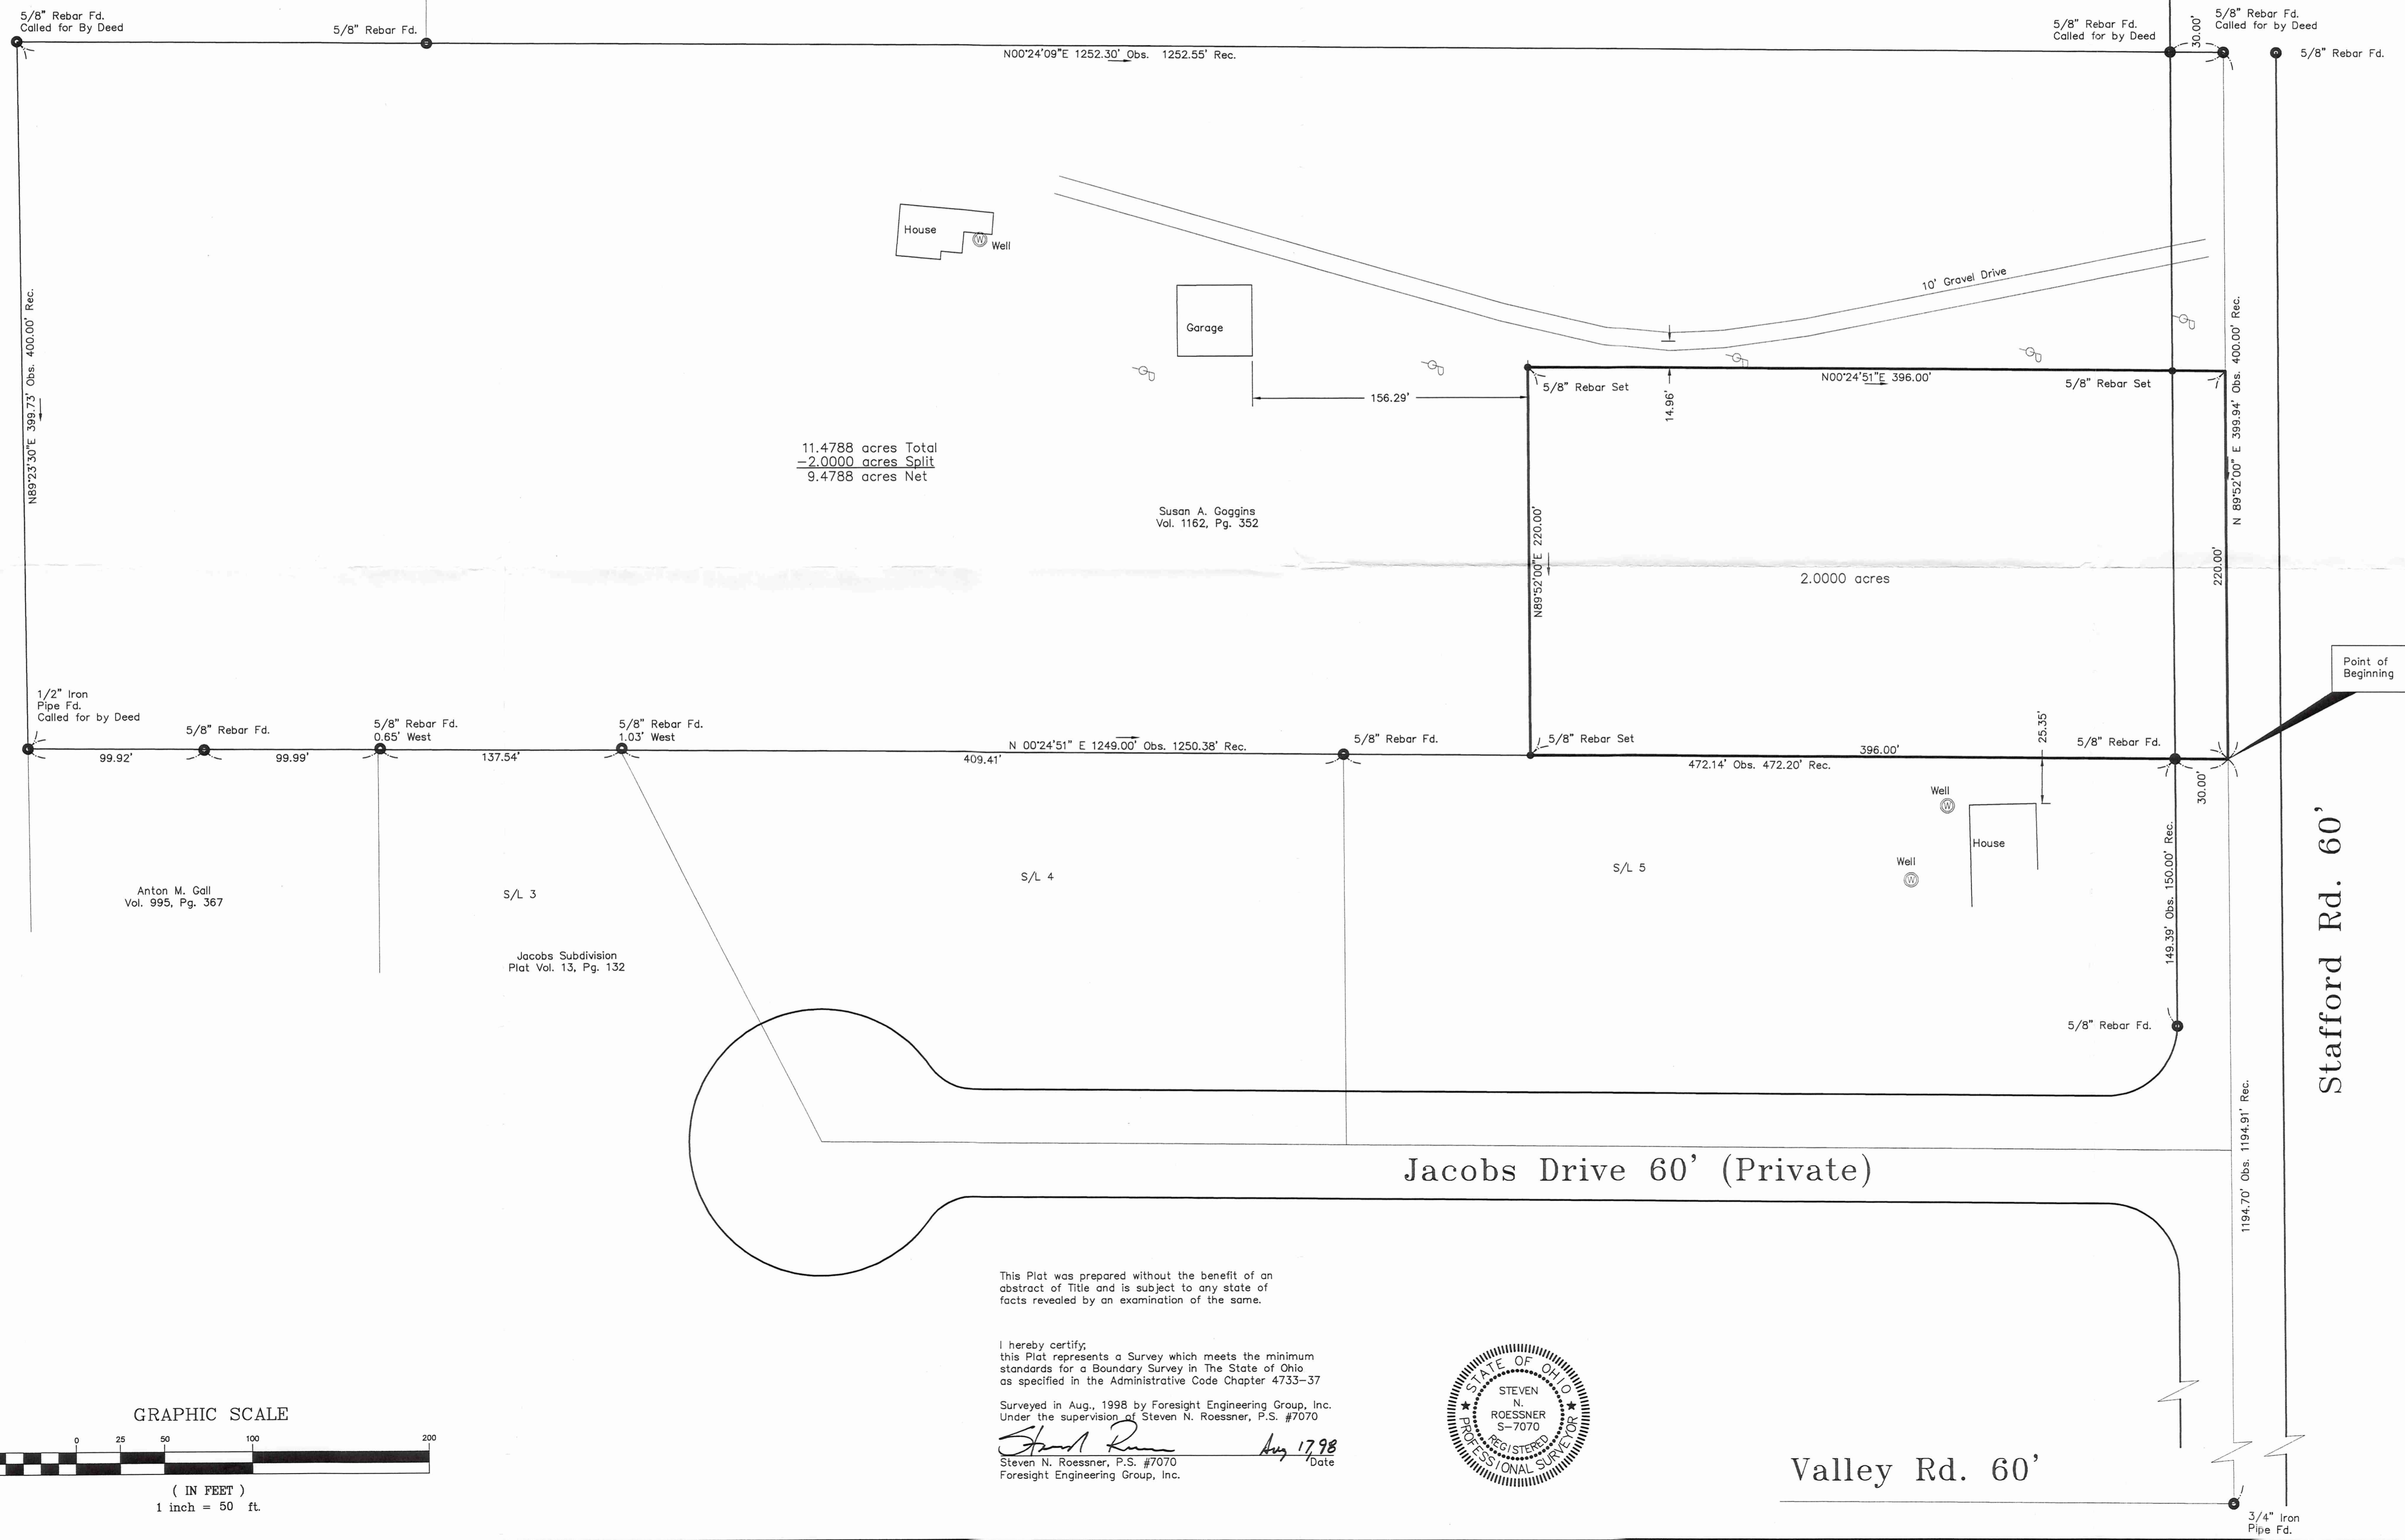 5/8" Rebar Fd.
Called for By Deed
5/8" Rebar Fd.
N00°24'09"E 1252.30' Obs. 1252.55' Rec.
5/8" Rebar Fd.
Called for by Deed
30.00'
5/8" Rebar Fd.
Called for by Deed
5/8" Rebar Fd.
House
W
Well
Garage
10' Gravel Drive
N89°23'30"E 399.73' Obs. 400.00' Rec.
N 89°52'00" E 399.94' Obs. 400.00' Rec.
156.29'
5/8" Rebar Set
14.96'
N00°24'51"E 396.00'
5/8" Rebar Set
11.4788 acres Total
-2.0000 acres Split
9.4788 acres Net
Susan A. Goggins
Vol. 1162, Pg. 352
N89°52'00"E 220.00'
2.0000 acres
220.00'
Point of
Beginning
1/2" Iron
Pipe Fd.
Called for by Deed
5/8" Rebar Fd.
5/8" Rebar Fd.
0.65' West
5/8" Rebar Fd.
1.03' West
N 00°24'51" E 1249.00' Obs. 1250.38' Rec.
5/8" Rebar Fd.
5/8" Rebar Set
396.00'
25.35'
5/8" Rebar Fd.
99.92'
99.99'
137.54'
409.41'
472.14' Obs. 472.20' Rec.
30.00'
Well
W
House
Well
W
149.39' Obs. 150.00' Rec.
Stafford Rd. 60'
Anton M. Gall
Vol. 995, Pg. 367
S/L 3
S/L 4
S/L 5
Jacobs Subdivision
Plat Vol. 13, Pg. 132
5/8" Rebar Fd.
1194.70' Obs. 1194.91' Rec.
Jacobs Drive 60' (Private)
This Plat was prepared without the benefit of an
abstract of Title and is subject to any state of
facts revealed by an examination of the same.
I hereby certify;
this Plat represents a Survey which meets the minimum
standards for a Boundary Survey in The State of Ohio
as specified in the Administrative Code Chapter 4733-37
Surveyed in Aug., 1998 by Foresight Engineering Group, Inc.
Under the supervision of Steven N. Roessner, P.S. #7070
Aug 17, 98
Steven N. Roessner, P.S. #7070 Date
Foresight Engineering Group, Inc.
STATE OF OHIO
STEVEN
N.
ROESSNER
S-7070
REGISTERED
PROFESSIONAL SURVEYOR
GRAPHIC SCALE
0 25 50 100 200
( IN FEET )
1 inch = 50 ft.
Valley Rd. 60'
3/4" Iron
Pipe Fd.